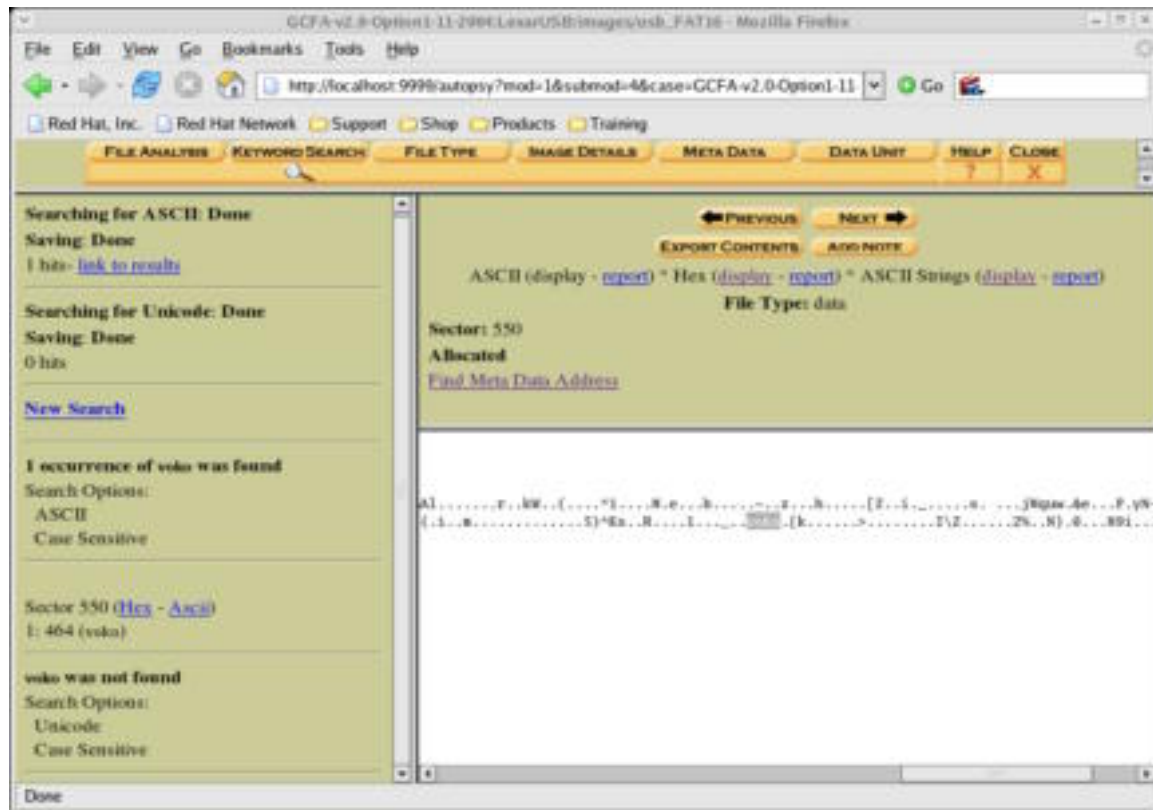 GCFA-v2.0-Option1-11-2004:LexarUSB:images/usb_FAT16 - Mozilla Firefox
File Edit View Go Bookmarks Tools Help
http://localhost:9999/autopsy?mod=1&submod=4&case=GCFA-v2.0-Option1-11 Go
Red Hat, Inc. Red Hat Network Support Shop Products Training
FILE ANALYSIS KEYWORD SEARCH FILE TYPE IMAGE DETAILS META DATA DATA UNIT HELP CLOSE
? X
Searching for ASCII: Done
Saving: Done
1 hits- link to results
Searching for Unicode: Done
Saving: Done
0 hits
New Search
1 occurrence of voko was found
Search Options:
ASCII
Case Sensitive
Sector 550 (Hex - Ascii)
1: 464 (voko)
voko was not found
Search Options:
Unicode
Case Sensitive
PREVIOUS NEXT
EXPORT CONTENTS ADD NOTE
ASCII (display - report) * Hex (display - report) * ASCII Strings (display - report)
File Type: data
Sector: 550
Allocated
Find Meta Data Address
Done